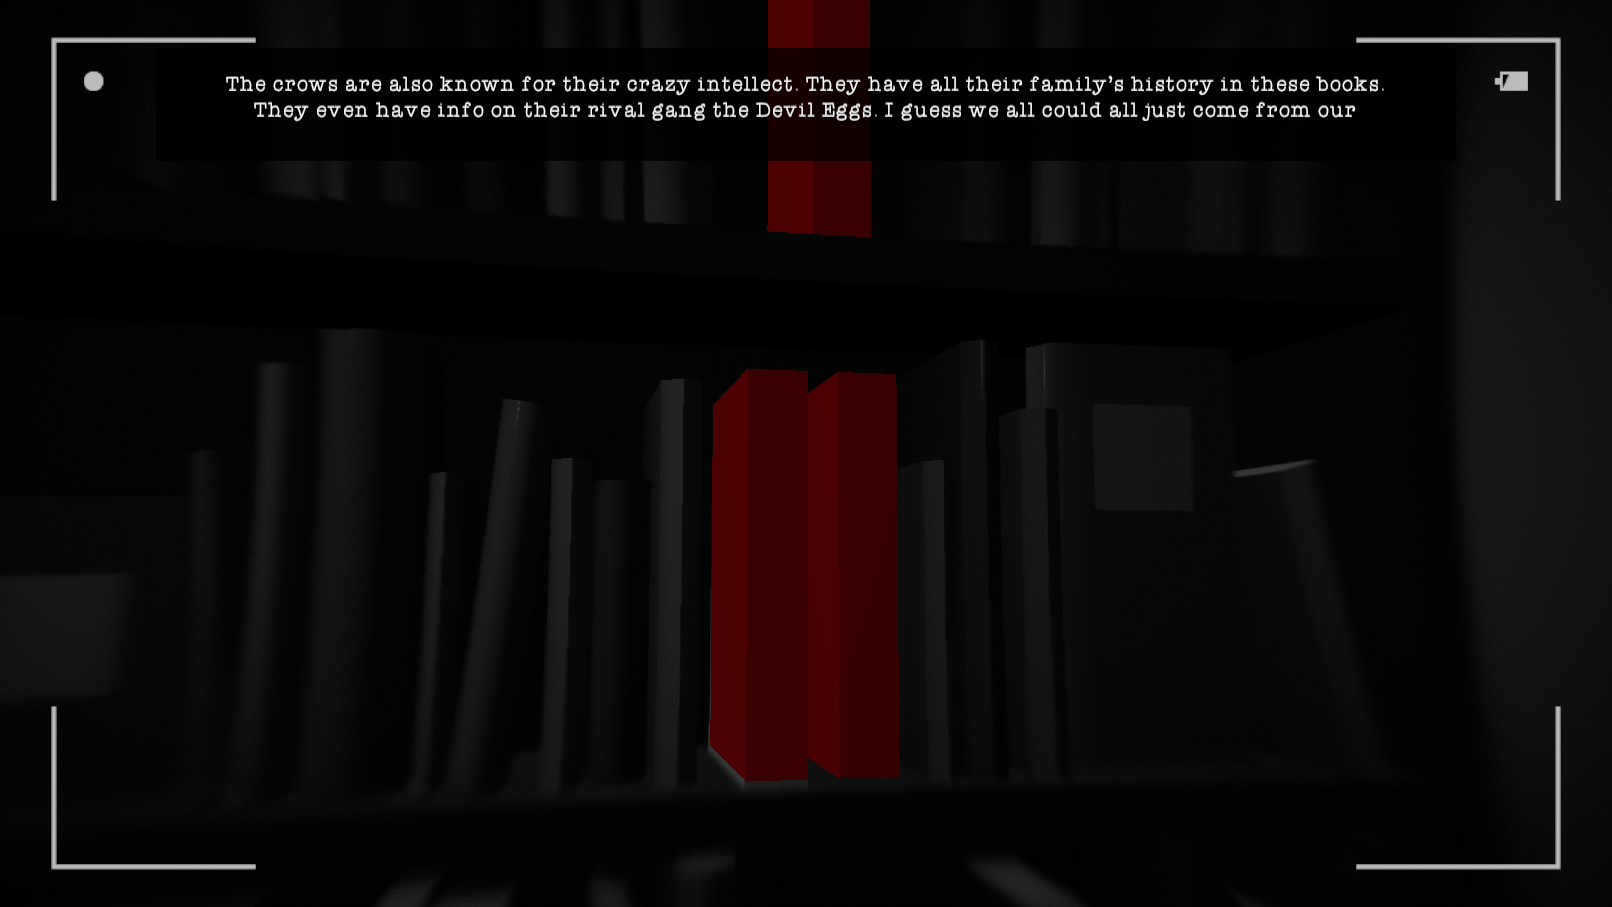 The crows are also known for their crazy intellect. They have all their family's history in these books.
They even have info on their rival gang the Devil Eggs. I guess we all could all just come from our